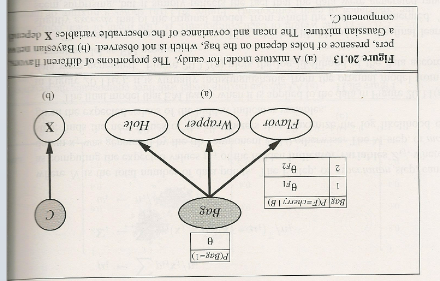 P(Bag=1)
θ
Bag
Bag P(F=cherry | B)
1 θF1
2 θF2
Flavor Wrapper Hole
C
X
(a) (b)
Figure 20.13 (a) A mixture model for candy. The proportions of different flavors,
pers, presence of holes depend on the bag, which is not observed. (b) Bayesian
a Gaussian mixture. The mean and covariance of the observable variables X depend
component C.